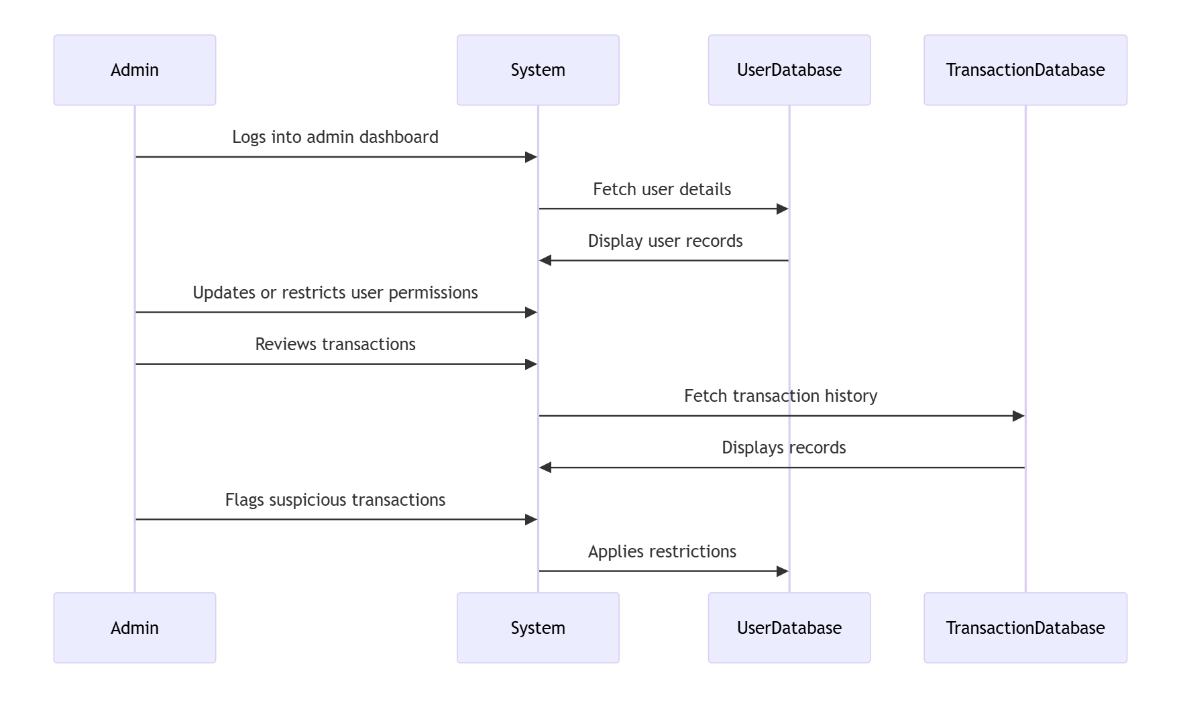 Admin
System
UserDatabase
TransactionDatabase
Logs into admin dashboard
Fetch user details
Display user records
Updates or restricts user permissions
Reviews transactions
Fetch transaction history
Displays records
Flags suspicious transactions
Applies restrictions
Admin
System
UserDatabase
TransactionDatabase